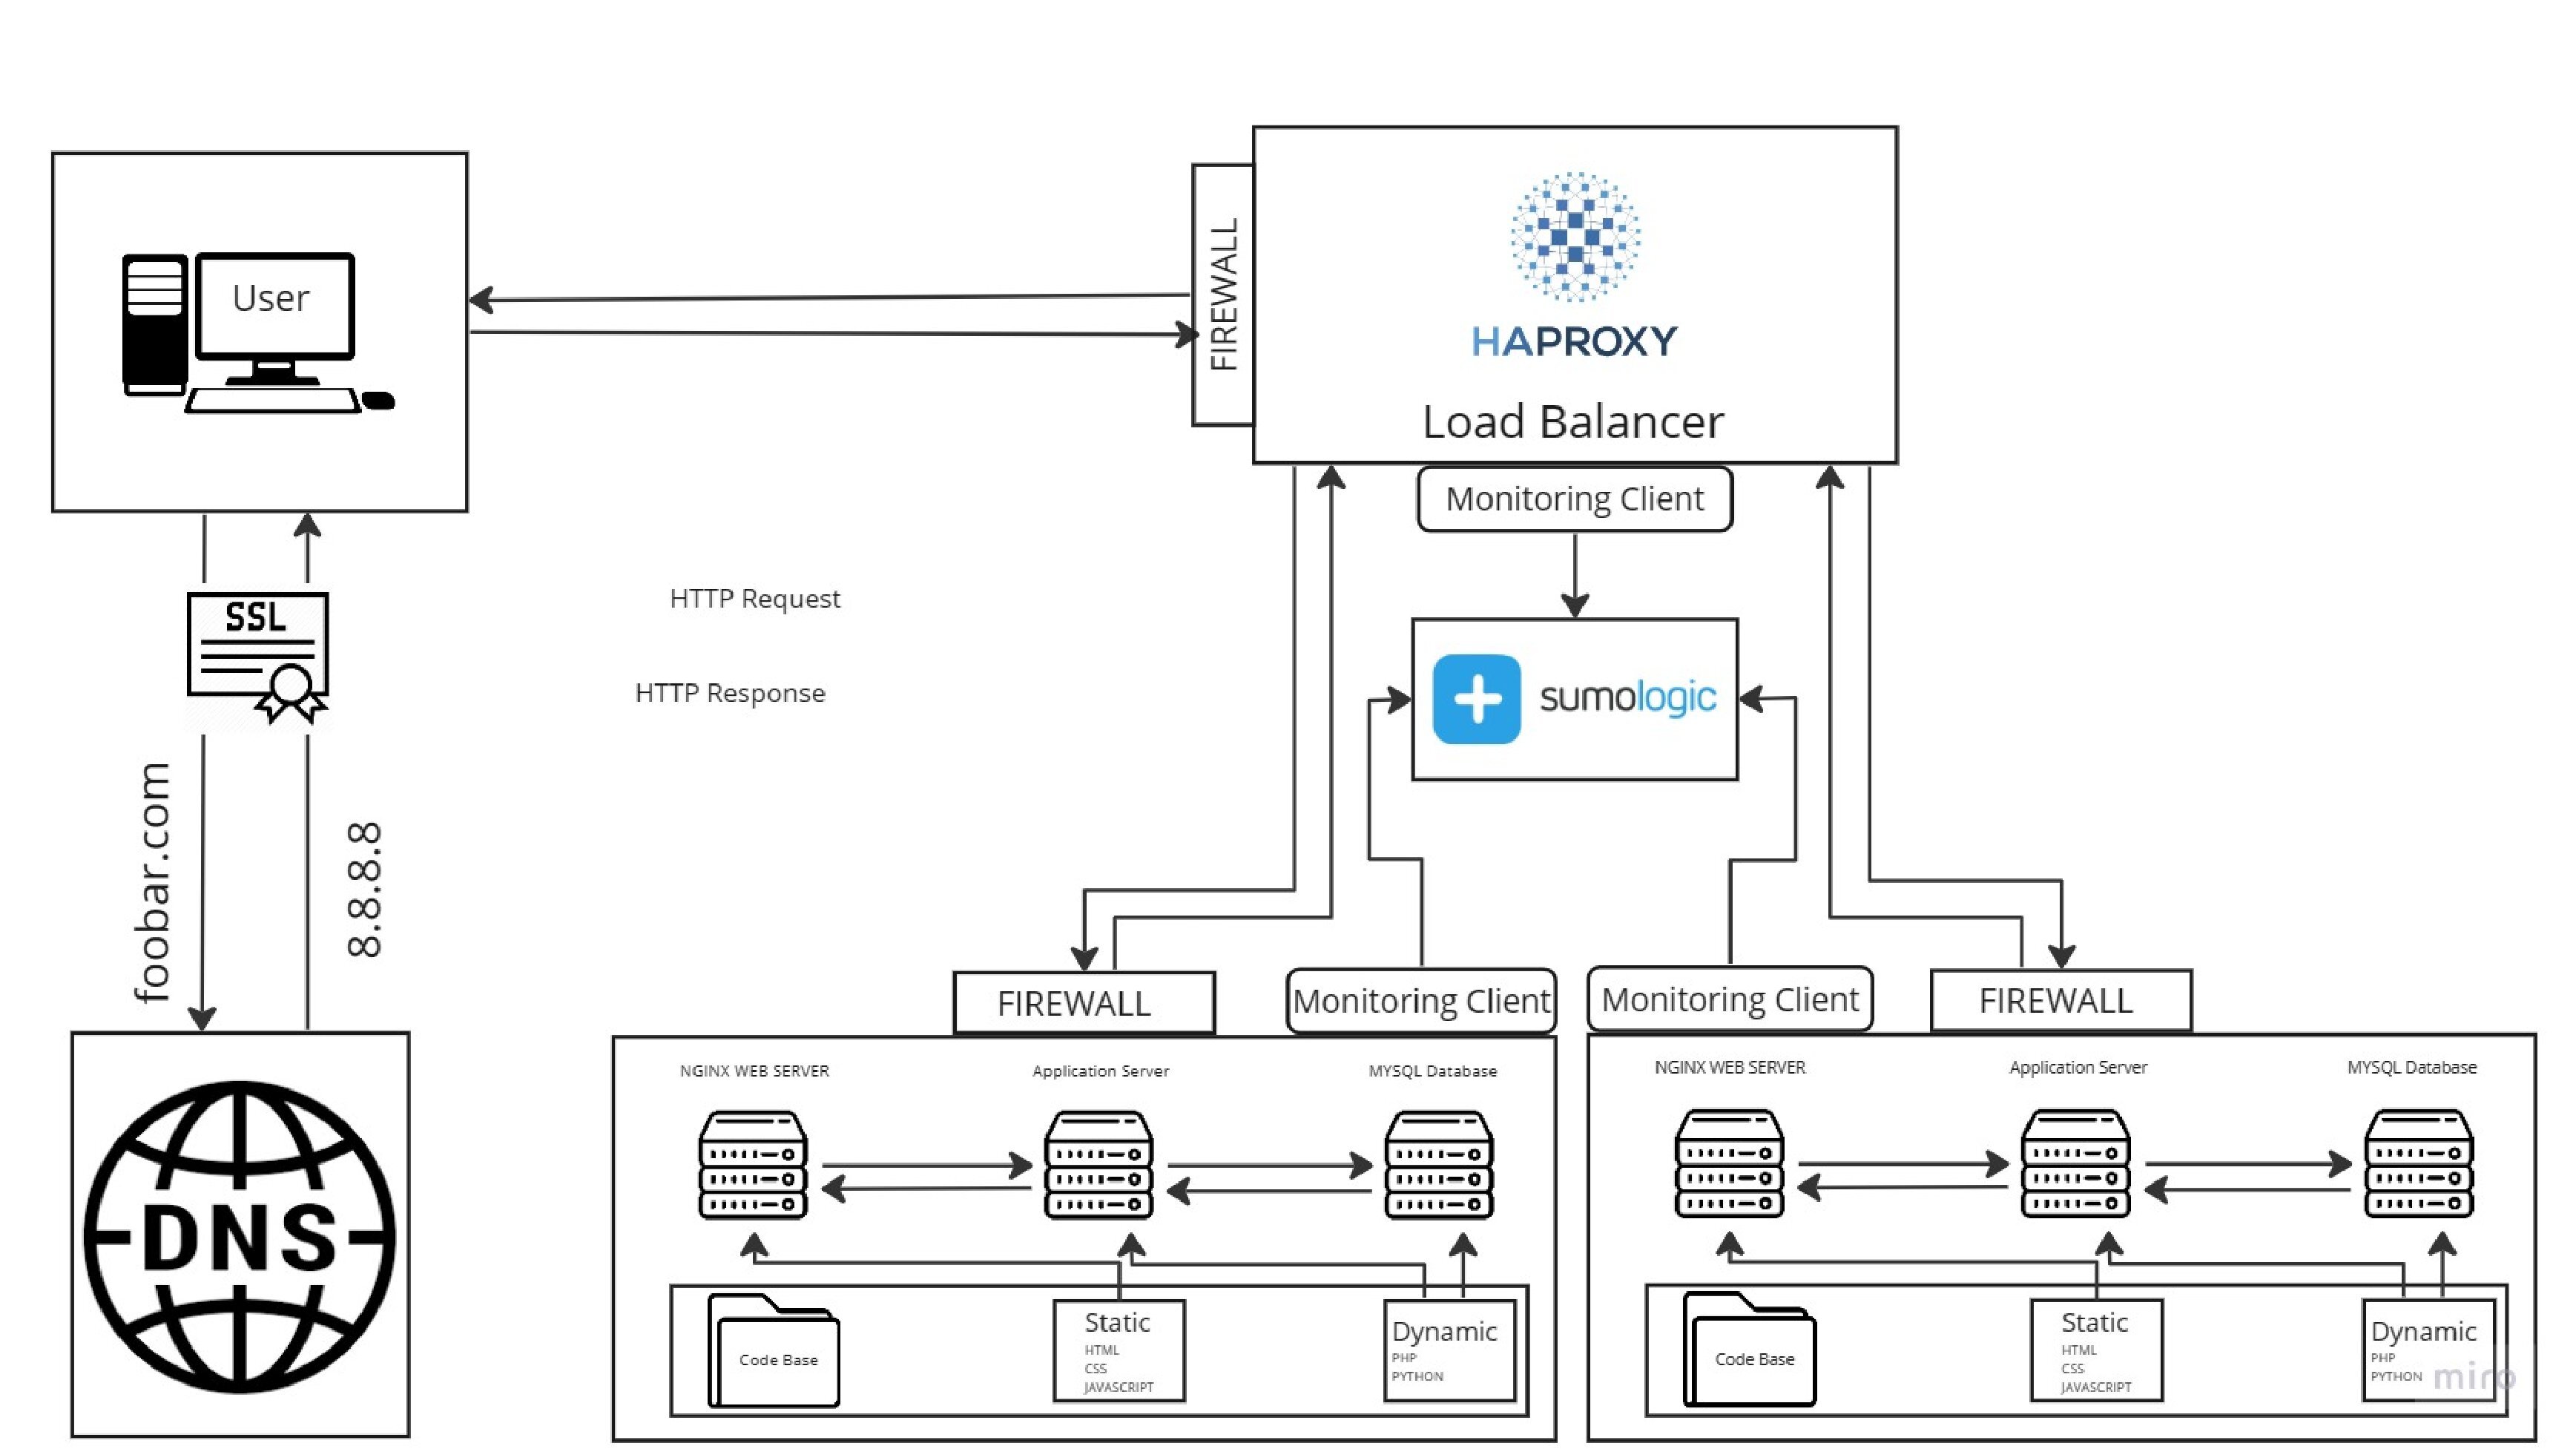 User
FIREWALL
HAPROXY
Load Balancer
Monitoring Client
SSL
HTTP Request
HTTP Response
sumologic
foobar.com
8.8.8.8
DNS
FIREWALL
Monitoring Client
Monitoring Client
FIREWALL
NGINX WEB SERVER
Application Server
MYSQL Database
Code Base
Static
HTML
CSS
JAVASCRIPT
Dynamic
PHP
PYTHON
NGINX WEB SERVER
Application Server
MYSQL Database
Code Base
Static
HTML
CSS
JAVASCRIPT
Dynamic
PHP
PYTHON
miro